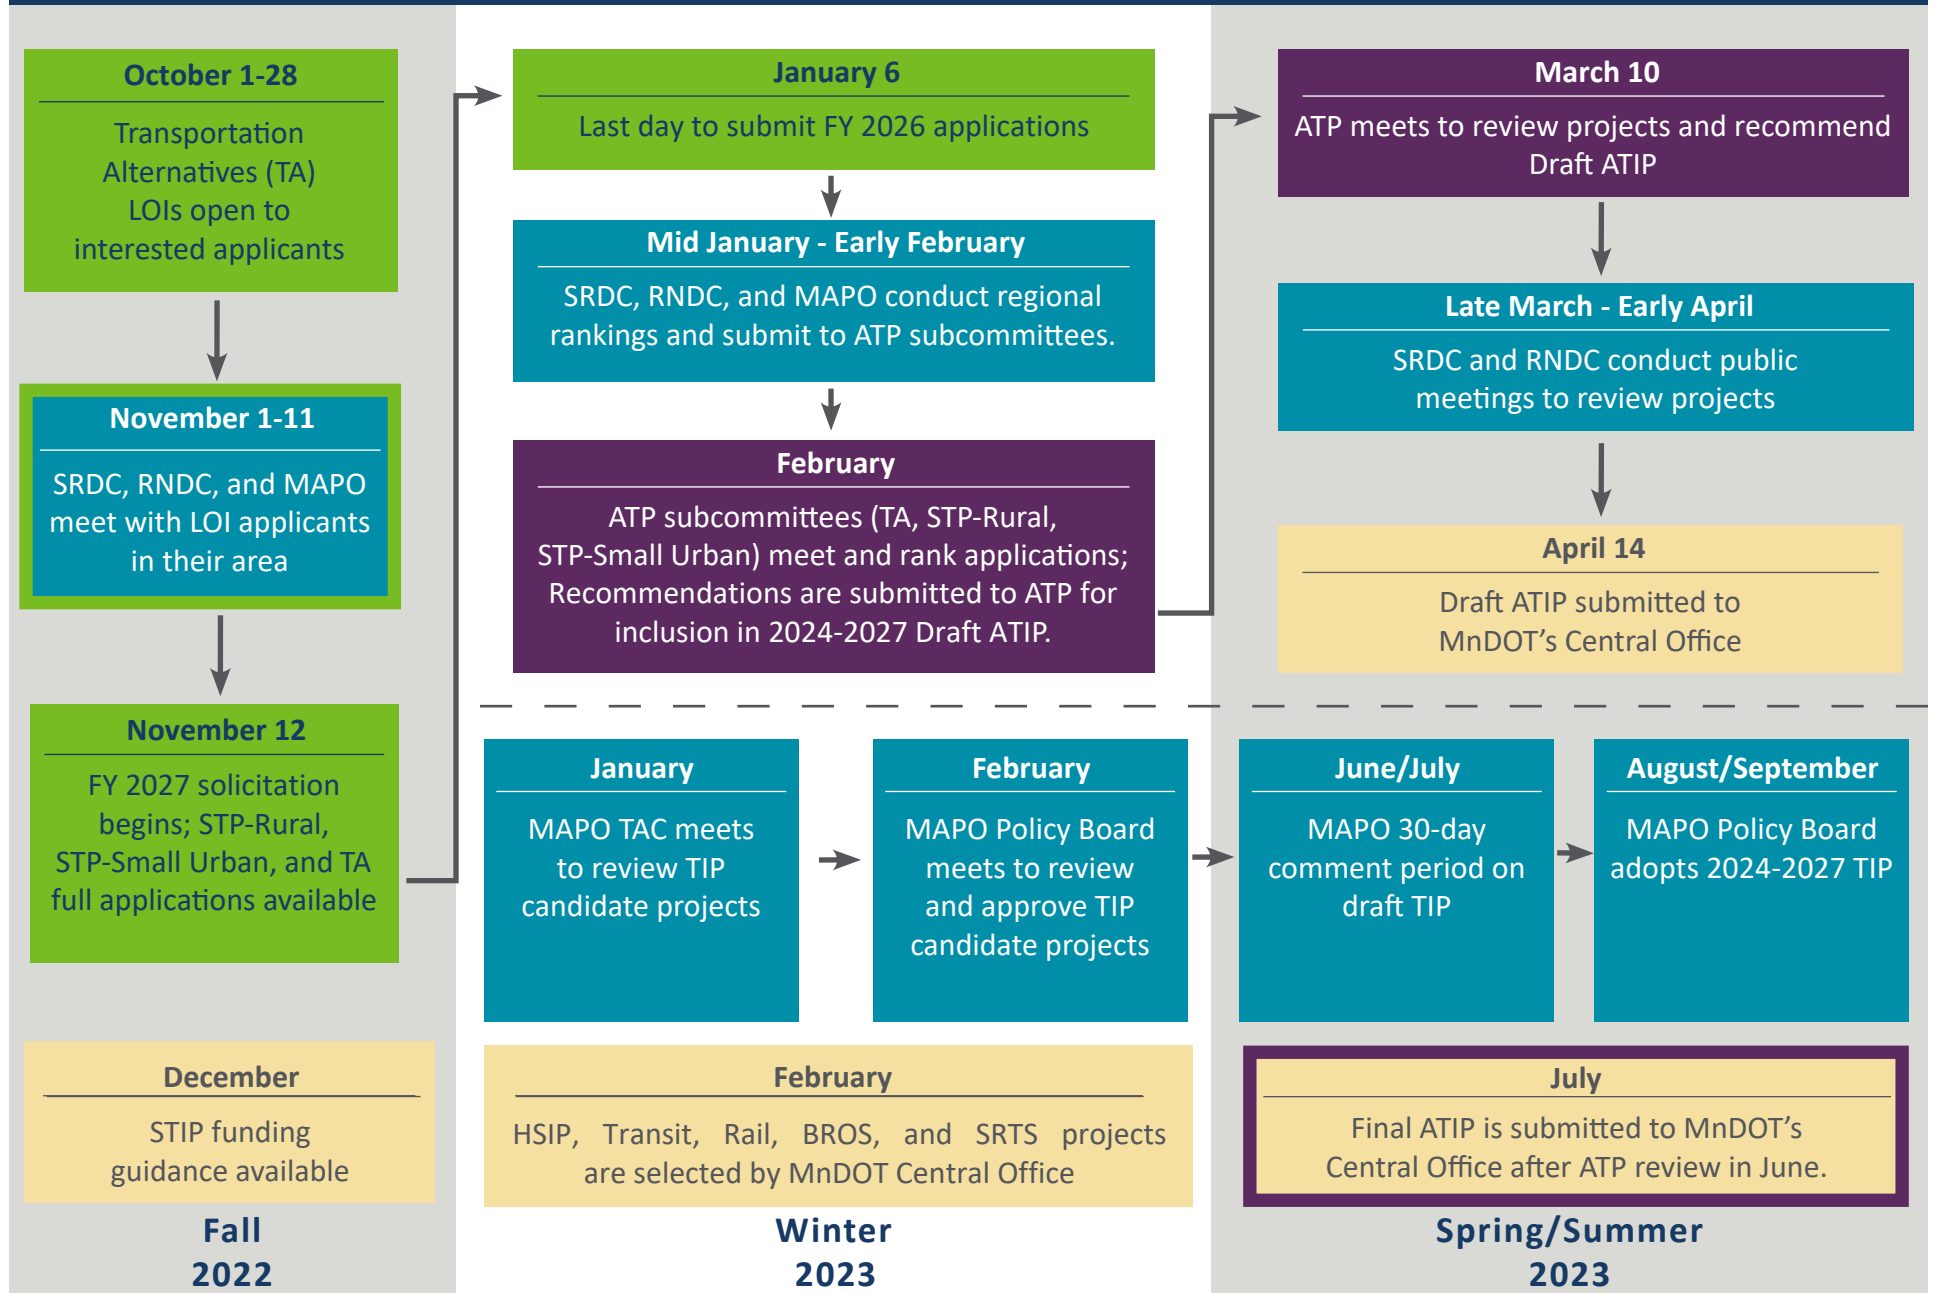 October 1-28
Transportation
Alternatives (TA)
LOIs open to
interested applicants
November 1-11
SRDC, RNDC, and MAPO
meet with LOI applicants
in their area
November 12
FY 2027 solicitation
begins; STP-Rural,
STP-Small Urban, and TA
full applications available
December
STIP funding
guidance available
Fall
2022
January 6
Last day to submit FY 2026 applications
Mid January - Early February
SRDC, RNDC, and MAPO conduct regional
rankings and submit to ATP subcommittees.
February
ATP subcommittees (TA, STP-Rural,
STP-Small Urban) meet and rank applications;
Recommendations are submitted to ATP for
inclusion in 2024-2027 Draft ATIP.
March 10
ATP meets to review projects and recommend
Draft ATIP
Late March - Early April
SRDC and RNDC conduct public
meetings to review projects
April 14
Draft ATIP submitted to
MnDOT’s Central Office
January
MAPO TAC meets
to review TIP
candidate projects
February
MAPO Policy Board
meets to review
and approve TIP
candidate projects
June/July
MAPO 30-day
comment period on
draft TIP
August/September
MAPO Policy Board
adopts 2024-2027 TIP
February
HSIP, Transit, Rail, BROS, and SRTS projects
are selected by MnDOT Central Office
Winter
2023
July
Final ATIP is submitted to MnDOT’s
Central Office after ATP review in June.
Spring/Summer
2023